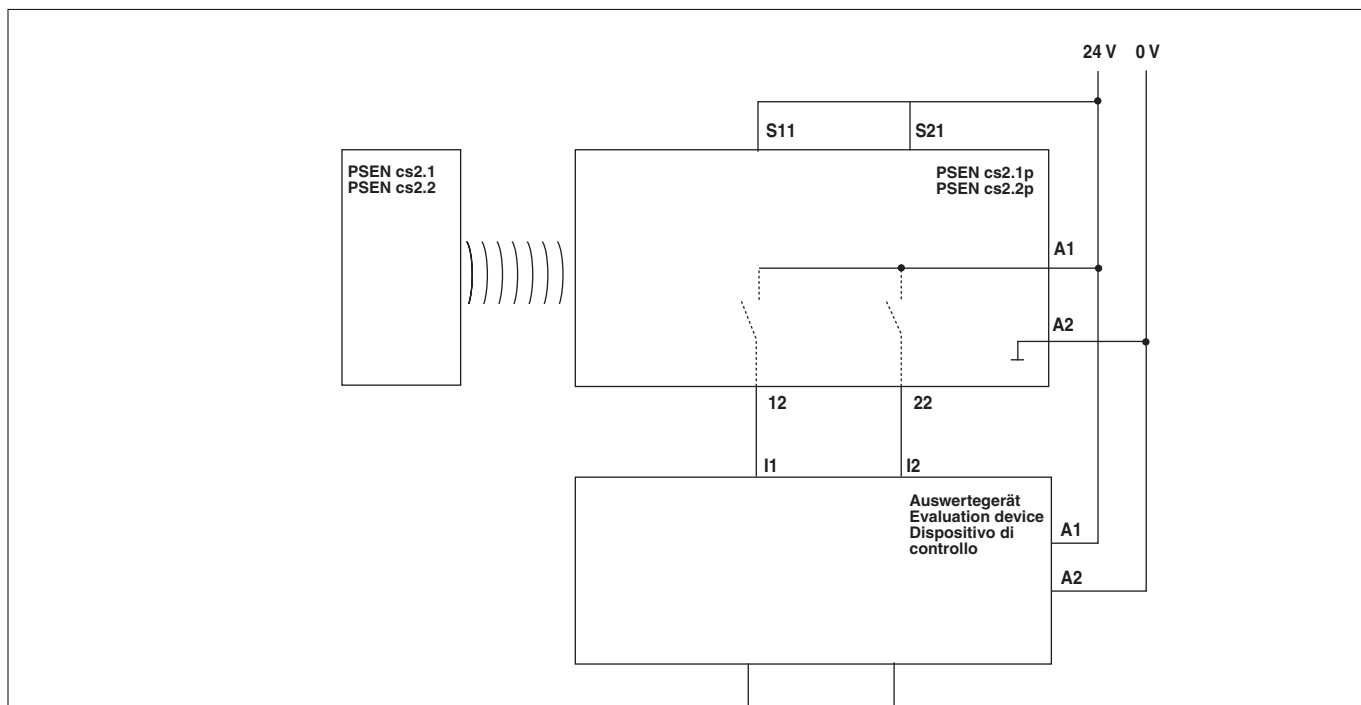 24 V 0 V
S11 S21
PSEN cs2.1
PSEN cs2.2
PSEN cs2.1p
PSEN cs2.2p
A1
A2
12 22
I1 I2
Auswertegerät
Evaluation device
Dispositivo di
controllo
A1
A2